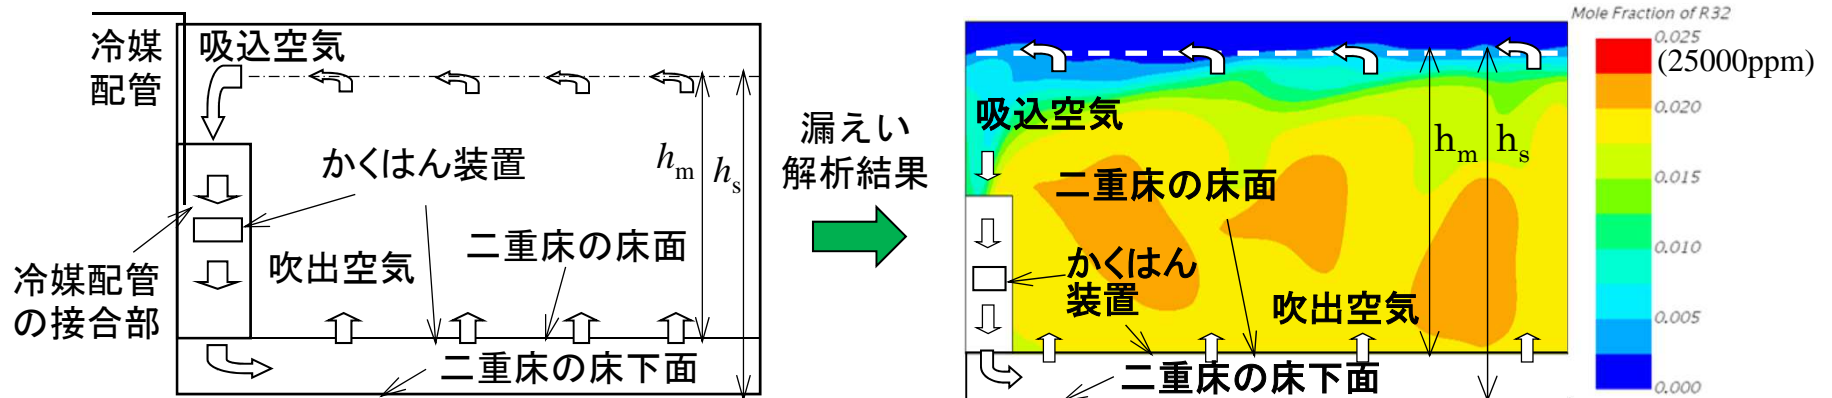 冷媒
配管
吸込空気
かくはん装置
hm
hs
吹出空気
二重床の床面
冷媒配管
の接合部
二重床の床下面
漏えい
解析結果
吸込空気
hm
hs
二重床の床面
かくはん
装置
吹出空気
二重床の床下面
Mole Fraction of R32
0.025
(25000ppm)
0.020
0.015
0.010
0.005
0.000